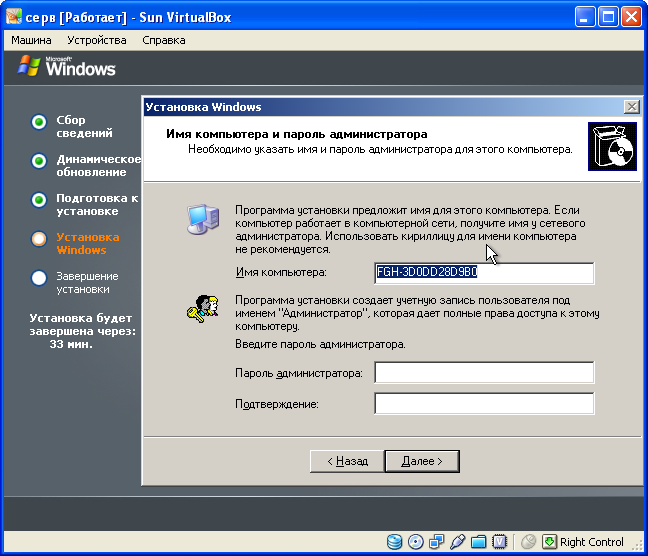 серв [Работает] - Sun VirtualBox
Машина Устройства Справка
Microsoft
Windows
Сбор
сведений
Динамическое
обновление
Подготовка к
установке
Установка
Windows
Завершение
установки
Установка будет
завершена через:
33 мин.
Установка Windows
Имя компьютера и пароль администратора
Необходимо указать имя и пароль администратора для этого компьютера.
Программа установки предложит имя для этого компьютера. Если
компьютер работает в компьютерной сети, получите имя у сетевого
администратора. Использовать кириллицу для имени компьютера
не рекомендуется.
Имя компьютера: FGH-3D0DD28D9B0
Программа установки создает учетную запись пользователя под
именем "Администратор", которая дает полные права доступа к этому
компьютеру.
Введите пароль администратора.
Пароль администратора:
Подтверждение:
< Назад Далее >
Right Control